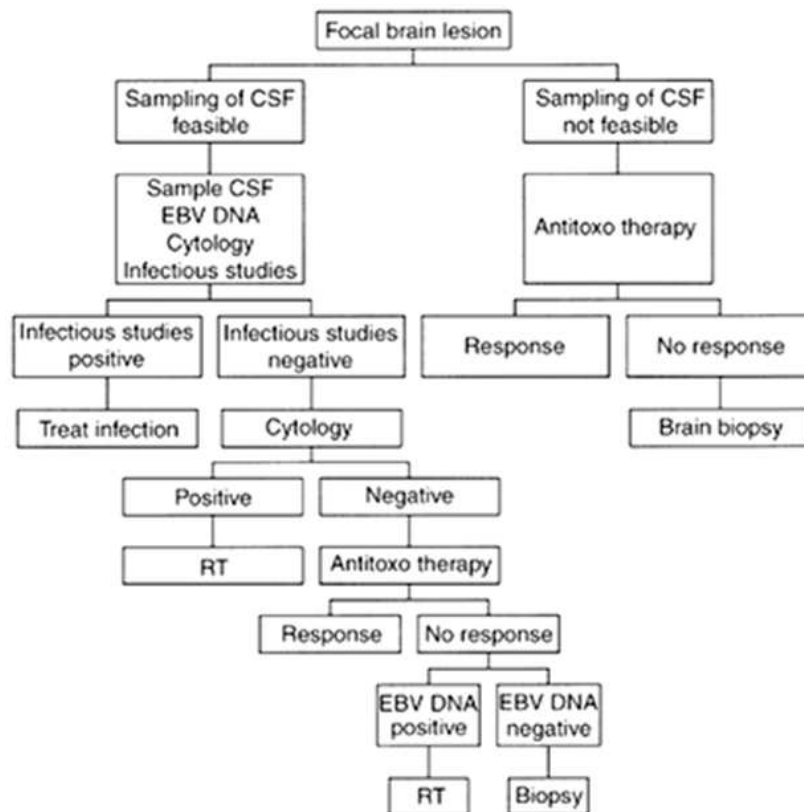 Focal brain lesion
Sampling of CSF
feasible
Sampling of CSF
not feasible
Sample CSF
EBV DNA
Cytology
Infectious studies
Antitoxo therapy
Infectious studies
positive
Infectious studies
negative
Response
No response
Treat infection
Cytology
Brain biopsy
Positive
Negative
RT
Antitoxo therapy
Response
No response
EBV DNA
positive
EBV DNA
negative
RT
Biopsy